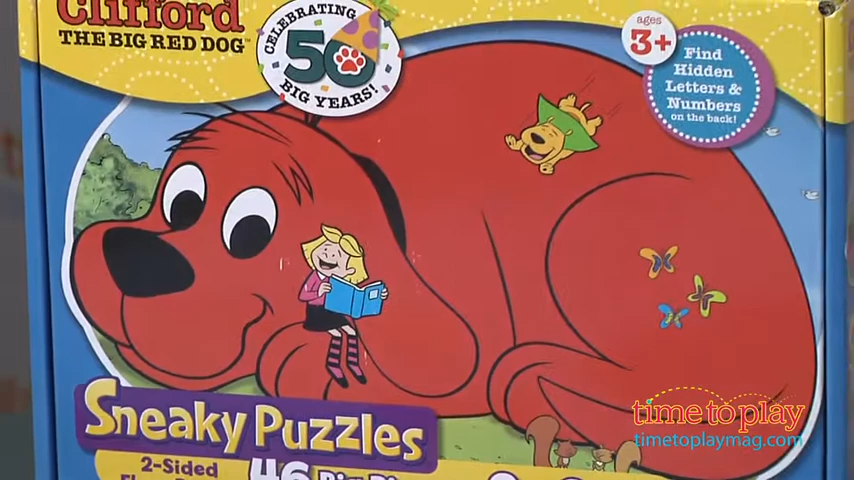 Clifford
THE BIG RED DOG
CELEBRATING
50
BIG YEARS!
ages
3+
Find
Hidden
Letters &
Numbers
on the back!
Sneaky Puzzles
2-Sided
46
time to play
timetoplaymag.com